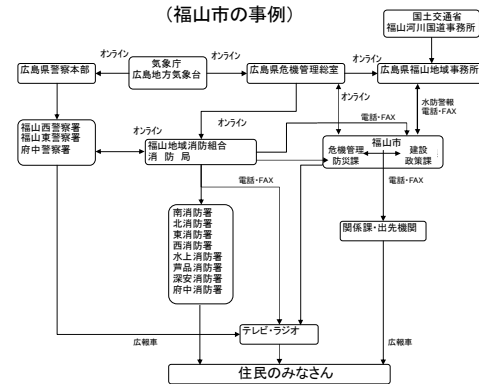 (福山市の事例)
国土交通省
福山河川国道事務所
オンライン
オンライン
オンライン
広島県警察本部
気象庁
広島地方気象台
広島県危機管理総室
広島県福山地域事務所
オンライン
オンライン
水防警報
電話・FAX
電話・FAX
福山西警察署
福山東警察署
府中警察署
福山地域消防組合
消防局
福山市
危機管理
防災課
建設
政策課
電話・FAX
電話・FAX
南消防署
北消防署
東消防署
西消防署
水上消防署
芦品消防署
深安消防署
府中消防署
関係課・出先機関
テレビ・ラジオ
広報車
広報車
住民のみなさん